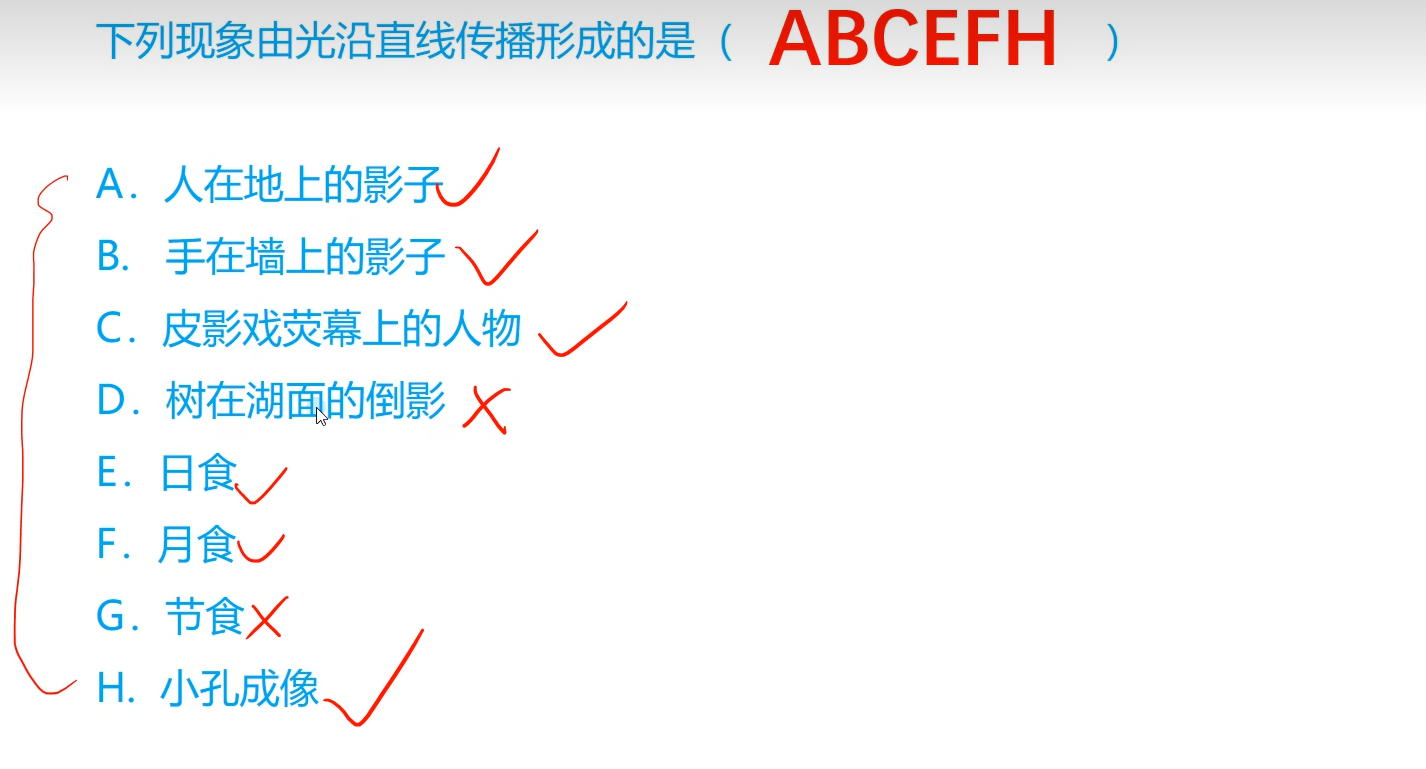 下列现象由光沿直线传播形成的是（ ABCEFH ）
A．人在地上的影子
B. 手在墙上的影子
C．皮影戏荧幕上的人物
D．树在湖面的倒影
E．日食
F．月食
G．节食
H．小孔成像